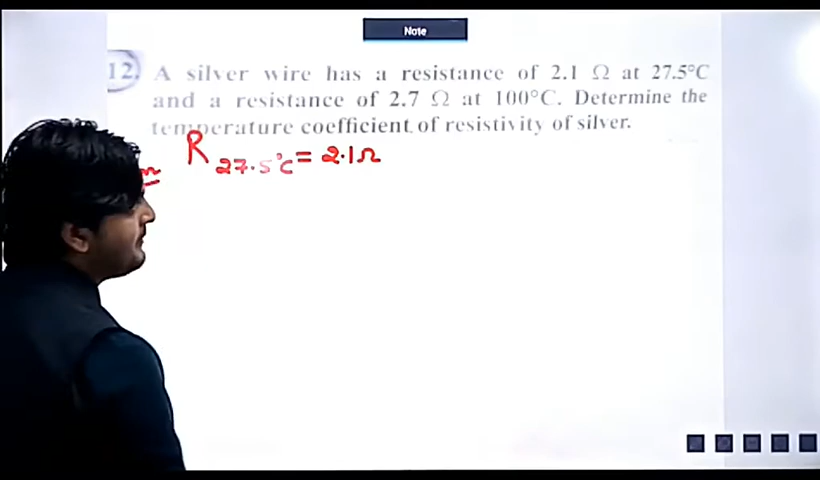 Note
12. A silver wire has a resistance of 2.1 Ω at 27.5°C
and a resistance of 2.7 Ω at 100°C. Determine the
temperature coefficient of resistivity of silver.
R 27.5°C = 2.1Ω